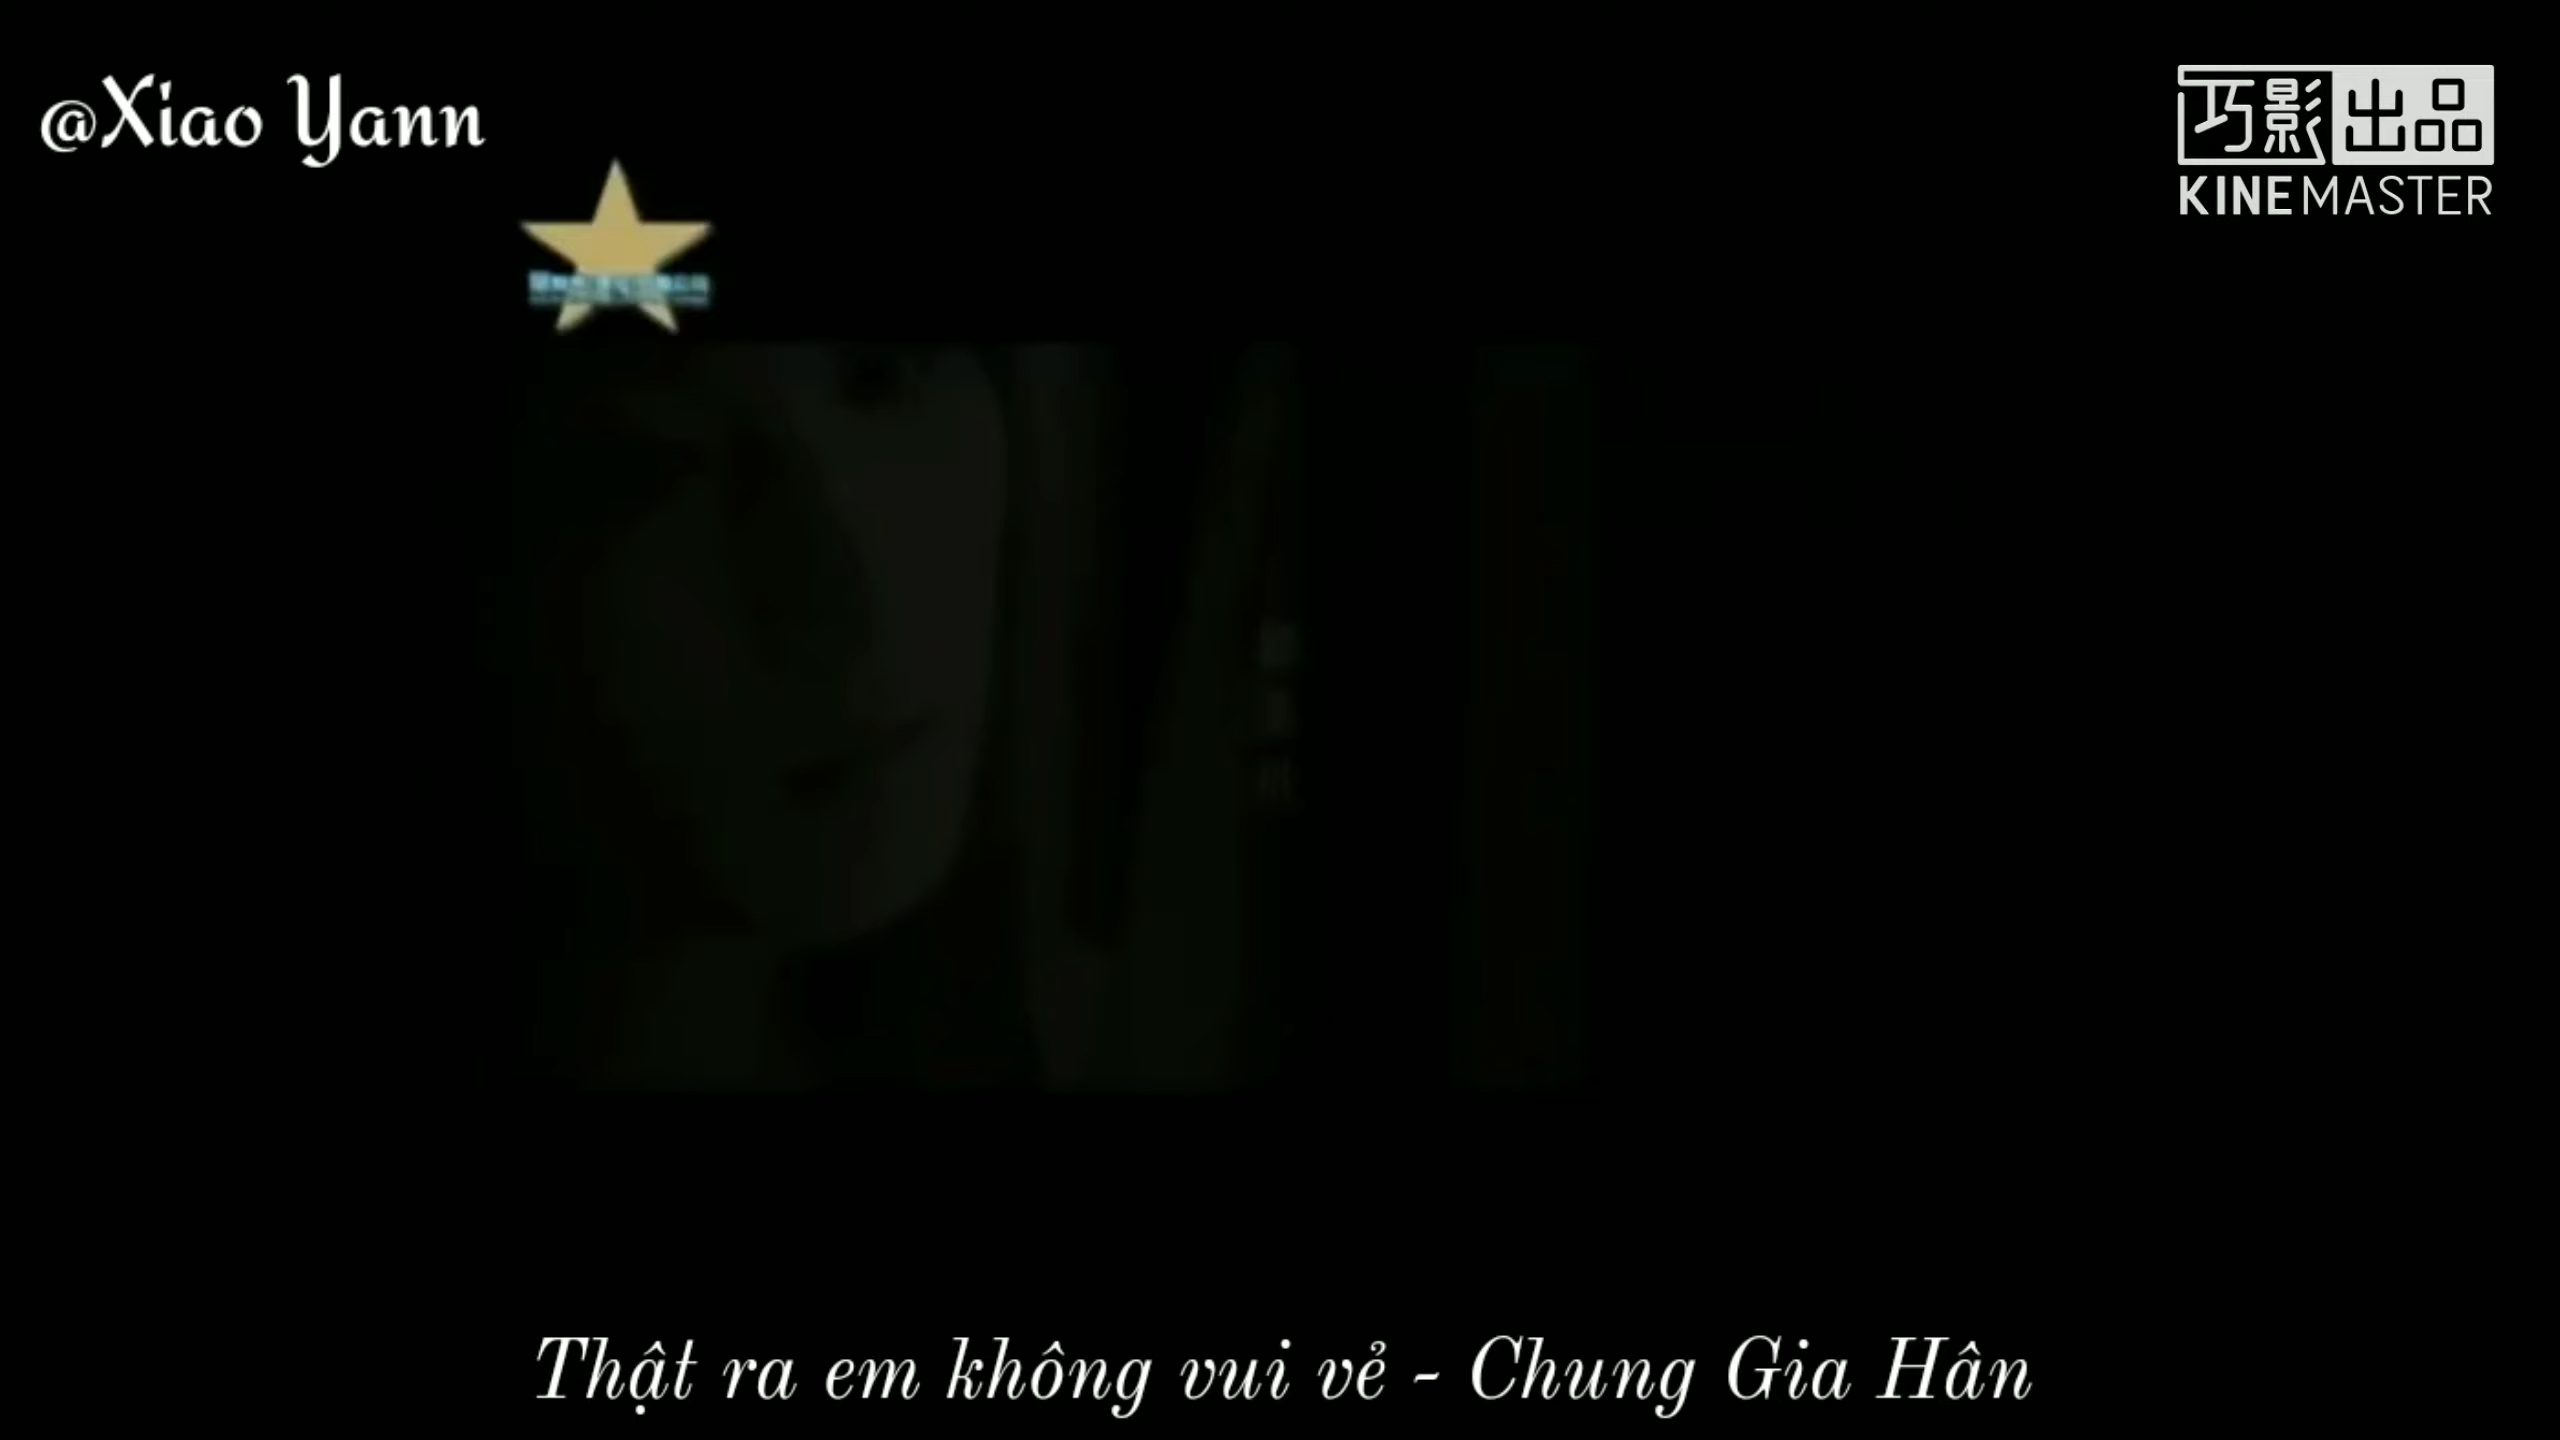 @Xiao Yann
巧影出品
KINEMASTER
Thật ra em không vui vẻ - Chung Gia Hân